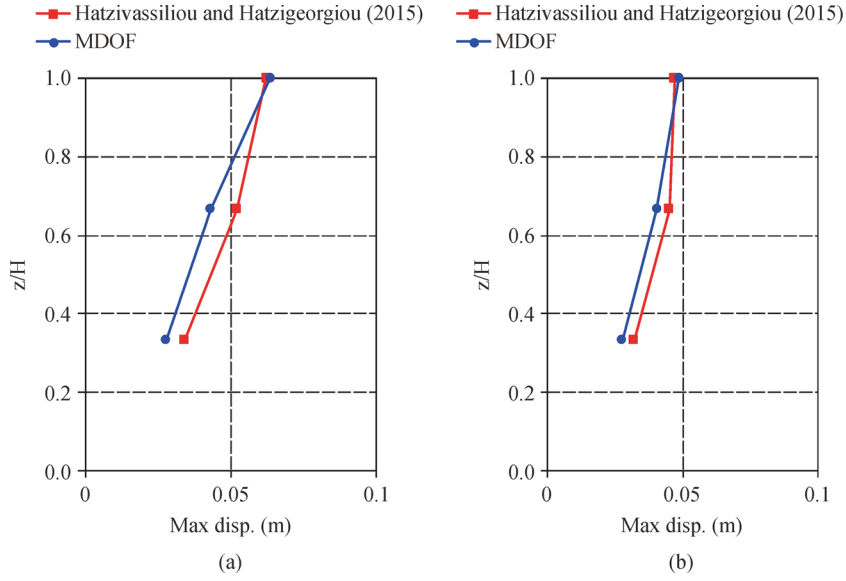 Hatzivassiliou and Hatzigeorgiou (2015)
MDOF
1.0
0.8
0.6
0.4
0.2
0.0
z/H
0
0.05
0.1
Max disp. (m)
(a)
Hatzivassiliou and Hatzigeorgiou (2015)
MDOF
1.0
0.8
0.6
0.4
0.2
0.0
z/H
0
0.05
0.1
Max disp. (m)
(b)